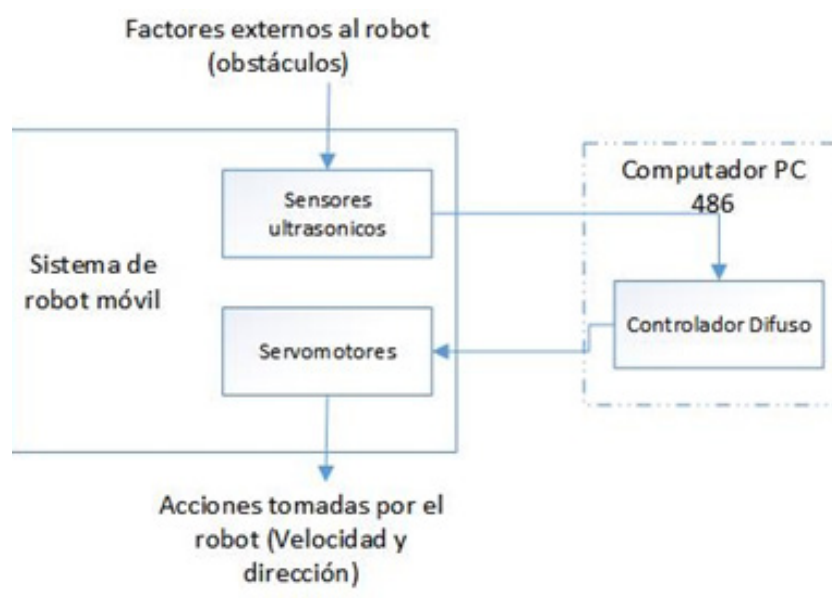 Factores externos al robot
(obstáculos)
Sensores
ultrasonicos
Sistema de
robot móvil
Servomotores
Computador PC
486
Controlador Difuso
Acciones tomadas por el
robot (Velocidad y
dirección)